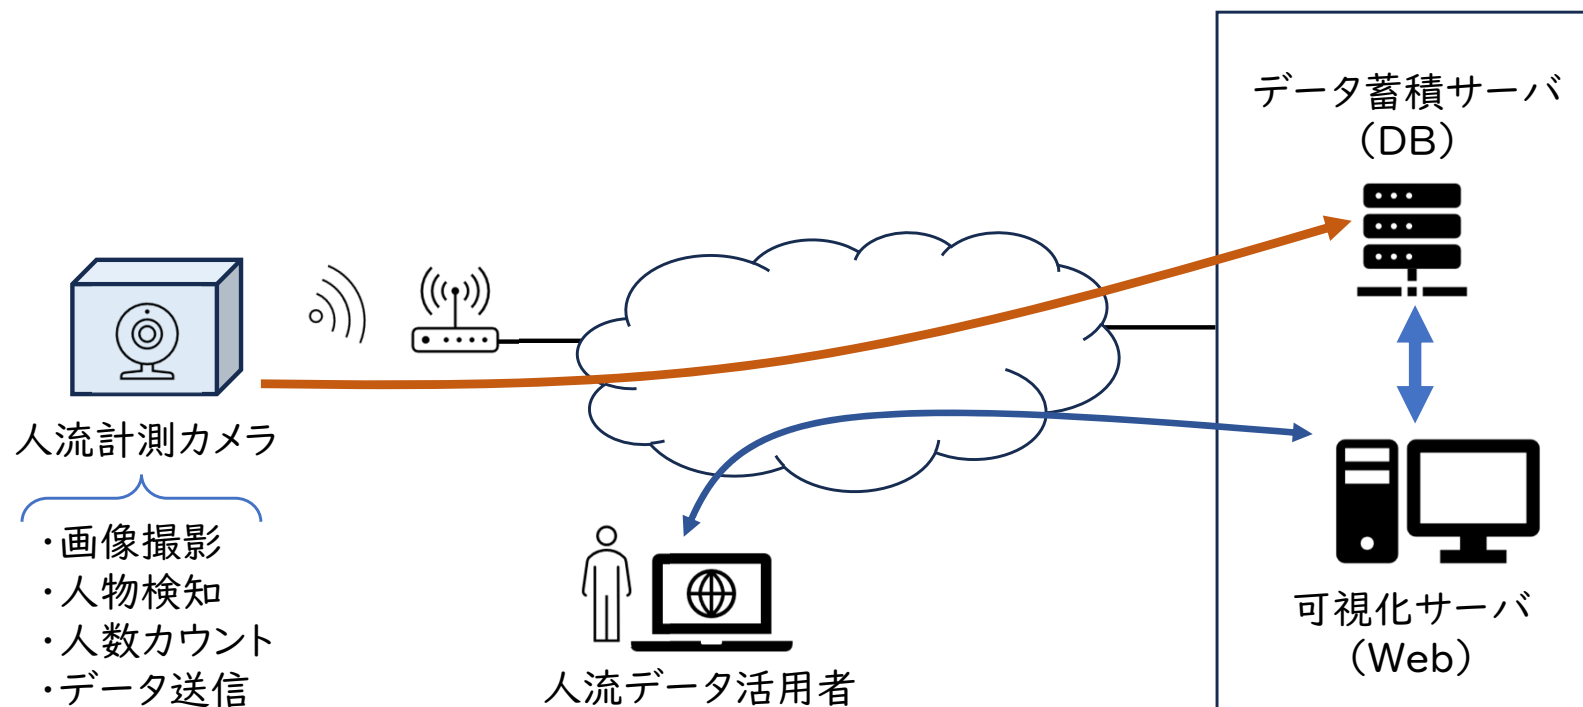 データ蓄積サーバ
(DB)
人流計測カメラ
・画像撮影
・人物検知
・人数カウント
・データ送信
人流データ活用者
可視化サーバ
(Web)